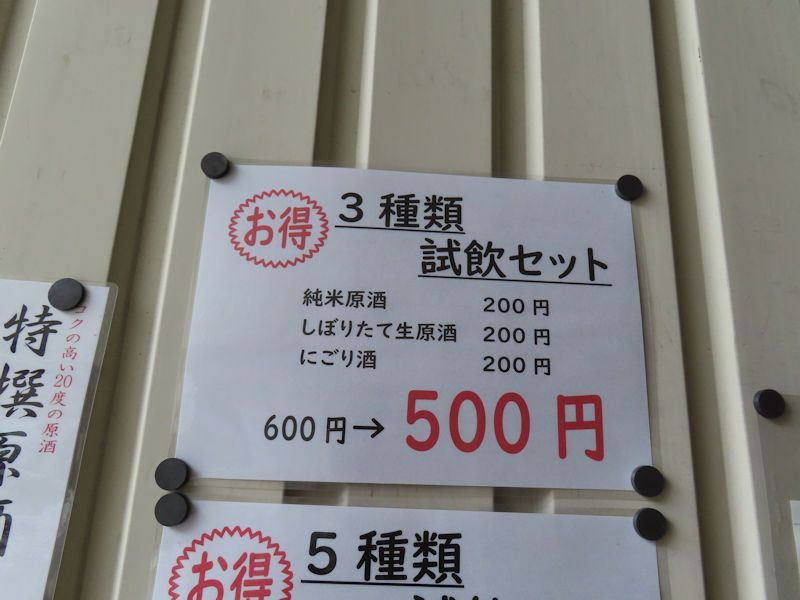 お得
3種類
試飲セット
純米原酒 200円
しぼりたて生原酒 200円
にごり酒 200円
600円→500円
コクの高い20度の原酒
特撰原酒
お得
5種類